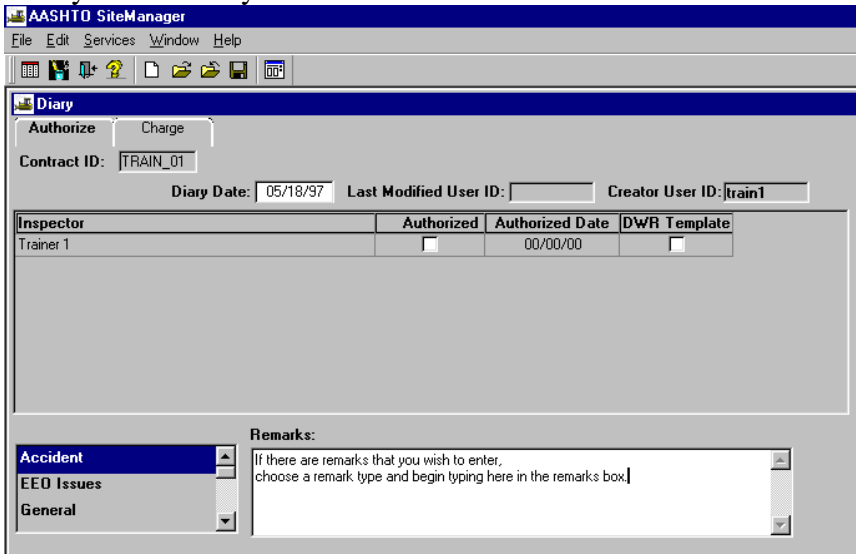 AASHTO SiteManager
File Edit Services Window Help
Diary
Authorize Charge
Contract ID: TRAIN_01
Diary Date: 05/18/97 Last Modified User ID: Creator User ID: train1
Inspector Authorized Authorized Date DWR Template
Trainer 1 00/00/00
Remarks:
Accident
EEO Issues
General
If there are remarks that you wish to enter,
choose a remark type and begin typing here in the remarks box.